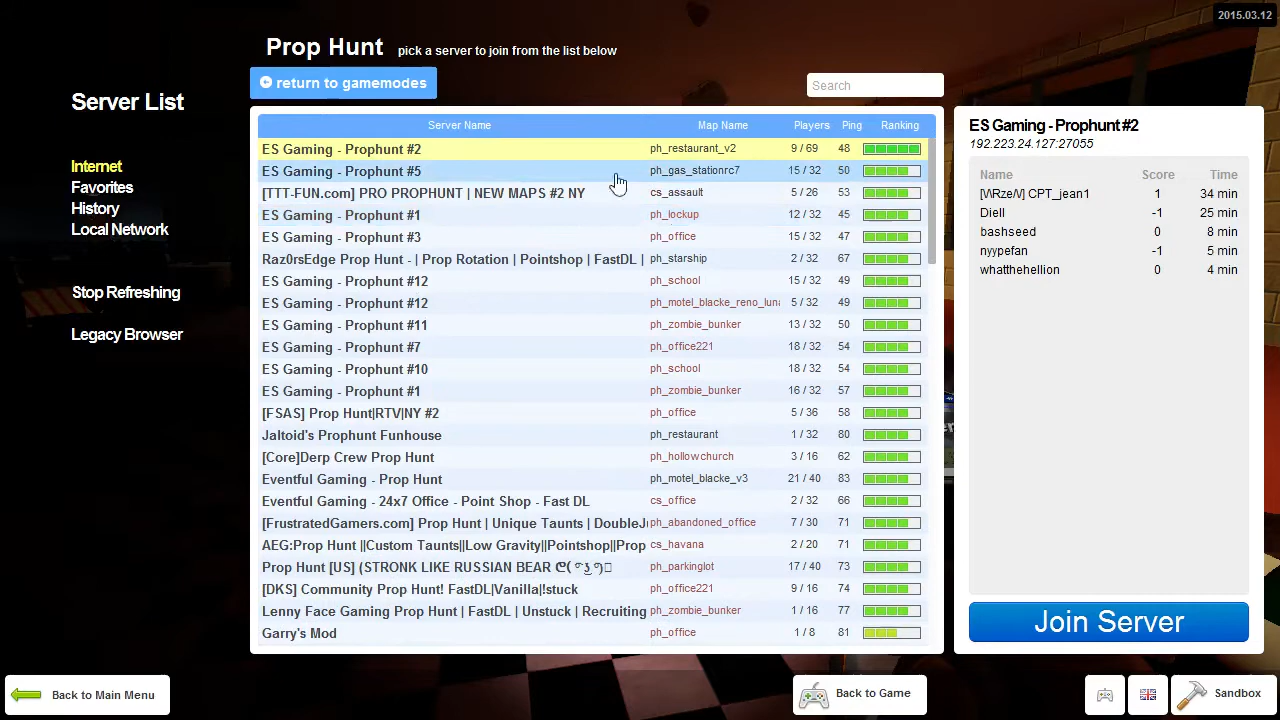 2015.03.12
Prop Hunt pick a server to join from the list below
return to gamemodes
Search
Server List
Internet
Favorites
History
Local Network
Stop Refreshing
Legacy Browser
Server Name Map Name Players Ping Ranking
ES Gaming - Prophunt #2 ph_restaurant_v2 9 / 69 48
ES Gaming - Prophunt #5 ph_gas_stationrc7 15 / 32 50
[TTT-FUN.com] PRO PROPHUNT | NEW MAPS #2 NY cs_assault 5 / 26 53
ES Gaming - Prophunt #1 ph_lockup 12 / 32 45
ES Gaming - Prophunt #3 ph_office 15 / 32 47
Raz0rsEdge Prop Hunt - | Prop Rotation | Pointshop | FastDL | ph_starship 2 / 32 67
ES Gaming - Prophunt #12 ph_school 15 / 32 49
ES Gaming - Prophunt #12 ph_motel_blacke_reno_luna 5 / 32 49
ES Gaming - Prophunt #11 ph_zombie_bunker 13 / 32 50
ES Gaming - Prophunt #7 ph_office221 18 / 32 54
ES Gaming - Prophunt #10 ph_school 18 / 32 54
ES Gaming - Prophunt #1 ph_zombie_bunker 16 / 32 57
[FSAS] Prop Hunt|RTV|NY #2 ph_office 5 / 36 58
Jaltoid's Prophunt Funhouse ph_restaurant 1 / 32 80
[Core]Derp Crew Prop Hunt ph_hollowchurch 3 / 16 62
Eventful Gaming - Prop Hunt ph_motel_blacke_v3 21 / 40 83
Eventful Gaming - 24x7 Office - Point Shop - Fast DL cs_office 2 / 32 66
[FrustratedGamers.com] Prop Hunt | Unique Taunts | DoubleJ ph_abandoned_office 7 / 30 71
AEG:Prop Hunt ||Custom Taunts||Low Gravity||Pointshop||Prop cs_havana 2 / 20 71
Prop Hunt [US] (STRONK LIKE RUSSIAN BEAR ph_parkinglot 17 / 40 73
[DKS] Community Prop Hunt! FastDL|Vanilla|!stuck ph_office221 9 / 16 74
Lenny Face Gaming Prop Hunt | FastDL | Unstuck | Recruiting ph_zombie_bunker 1 / 16 77
Garry's Mod ph_office 1 / 8 81
ES Gaming - Prophunt #2
192.223.24.127:27055
Name Score Time
[\/\Rze/\/] CPT_jean1 1 34 min
Diell -1 25 min
bashseed 0 8 min
nyypefan -1 5 min
whatthehellion 0 4 min
Join Server
Back to Main Menu
Back to Game
Sandbox